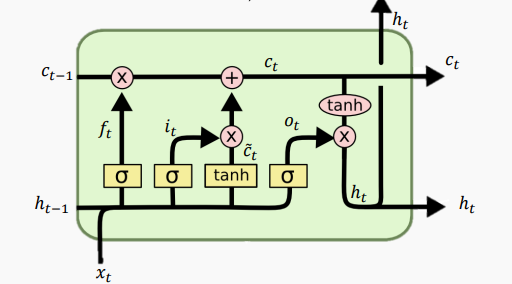 h_t
c_{t-1} x + c_t c_t
tanh
f_t i_t x c̃_t o_t x
σ σ tanh σ
h_{t-1} h_t h_t
x_t